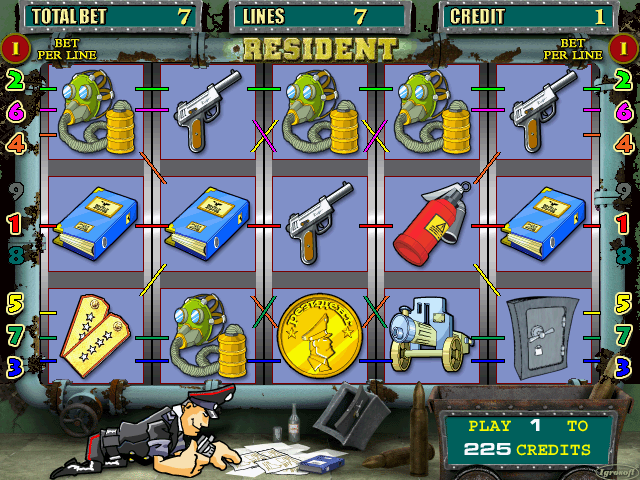 TOTAL BET 7
LINES 7
CREDIT 1
1 BET PER LINE
RESIDENT
BET PER LINE 1
2 2
6 6
4 4
9 9
1 1
8 8
5 5
7 7
3 3
PLAY 1 TO
225 CREDITS
Igrosoft